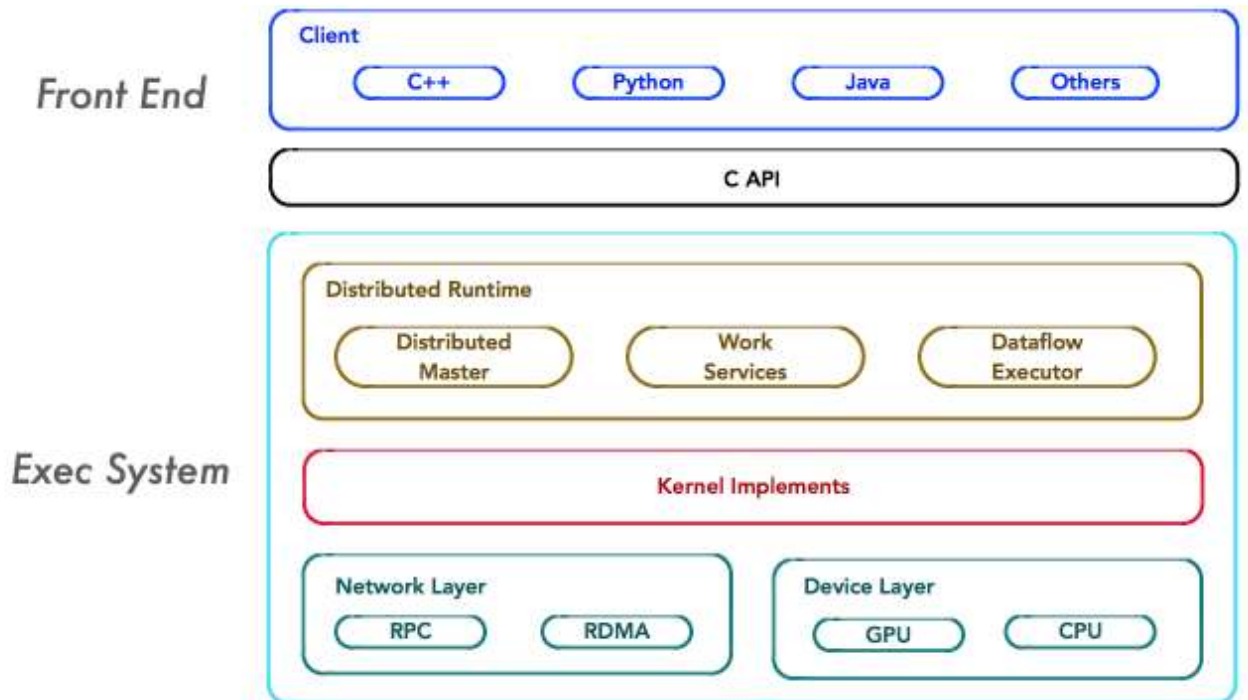 Client
Front End
C++ Python Java Others
C API
Distributed Runtime
Distributed Master
Work Services
Dataflow Executor
Exec System
Kernel Implements
Network Layer
RPC RDMA
Device Layer
GPU CPU